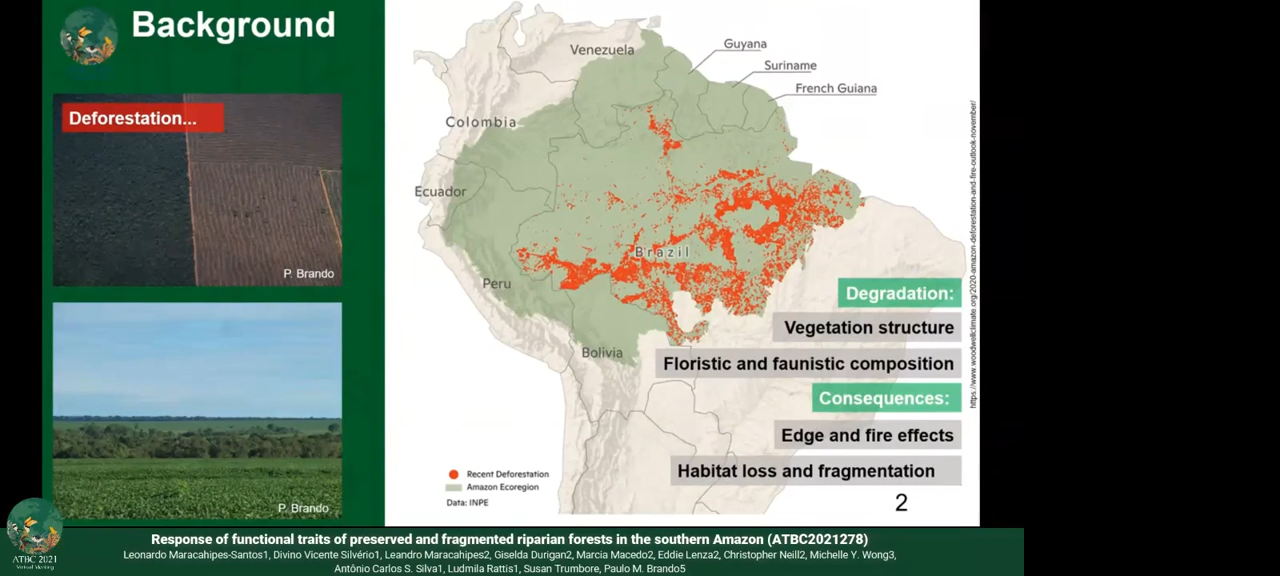 Background
Deforestation...
P. Brando
P. Brando
Venezuela
Guyana
Suriname
French Guiana
Colombia
Ecuador
Brazil
Peru
Bolivia
Degradation:
Vegetation structure
Floristic and faunistic composition
Consequences:
Edge and fire effects
Habitat loss and fragmentation
Recent Deforestation
Amazon Ecoregion
Data: INPE
2
https://www.woodwellclimate.org/2020-amazon-deforestation-and-fire-outlook-november/
ATBC 2021
Virtual Meeting
Response of functional traits of preserved and fragmented riparian forests in the southern Amazon (ATBC2021278)
Leonardo Maracahipes-Santos1, Divino Vicente Silvério1, Leandro Maracahipes2, Giselda Durigan2, Marcia Macedo2, Eddie Lenza2, Christopher Neill2, Michelle Y. Wong3,
Antônio Carlos S. Silva1, Ludmila Rattis1, Susan Trumbore, Paulo M. Brando5